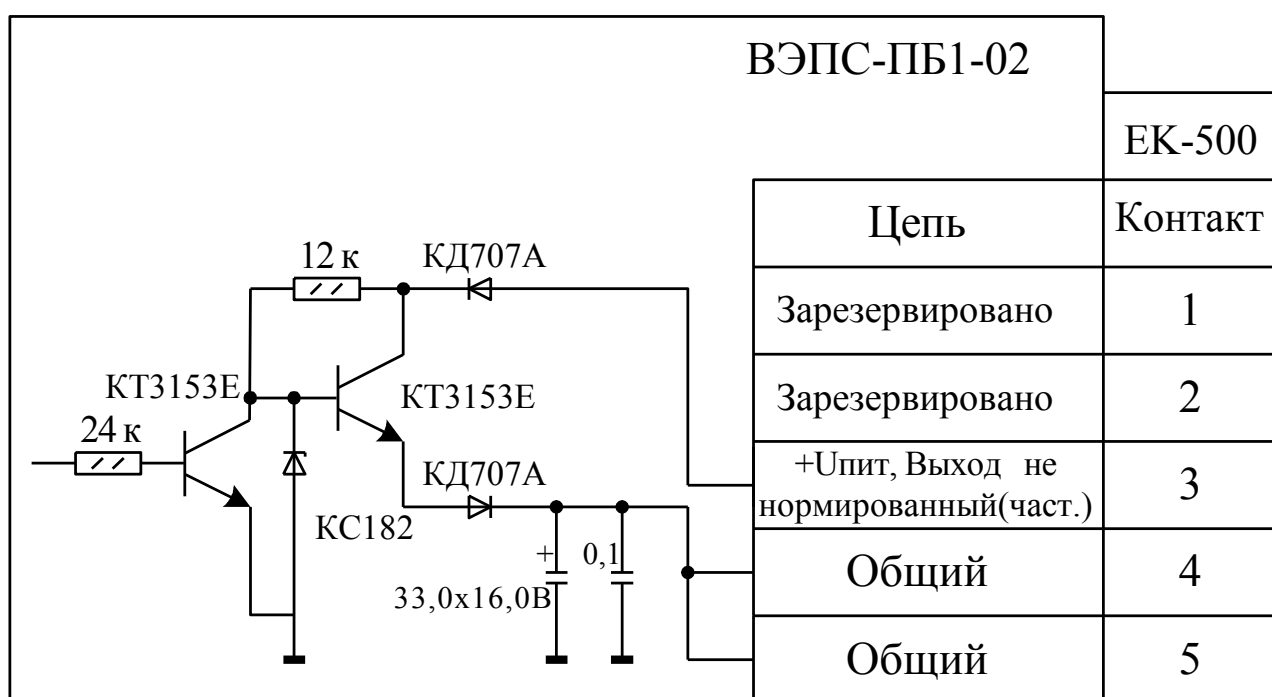 ВЭПС-ПБ1-02
EK-500
Цепь
Контакт
12 к
КД707А
Зарезервировано
1
КТ3153Е
КТ3153Е
Зарезервировано
2
24 к
+Uпит, Выход не
нормированный(част.)
3
КД707А
КС182
+
0,1
33,0х16,0В
Общий
4
Общий
5